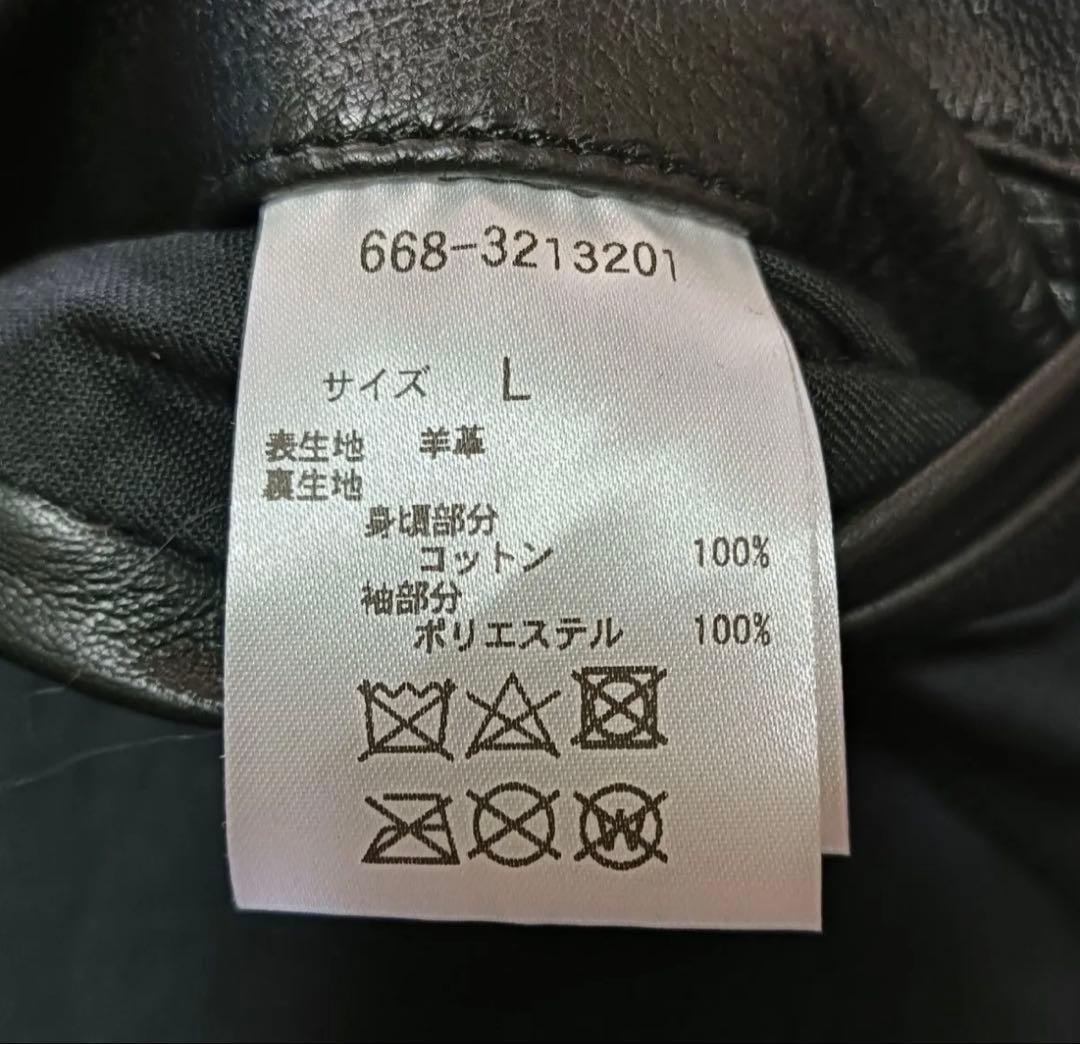 668-3213201
サイズ L
表生地 羊革
裏生地
身頃部分
コットン 100%
袖部分
ポリエステル 100%
W